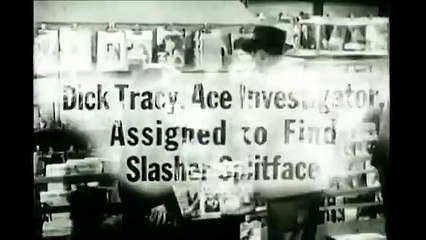 Dick Tracy, Ace Investigator,
Assigned to Find
Slasher Splitface